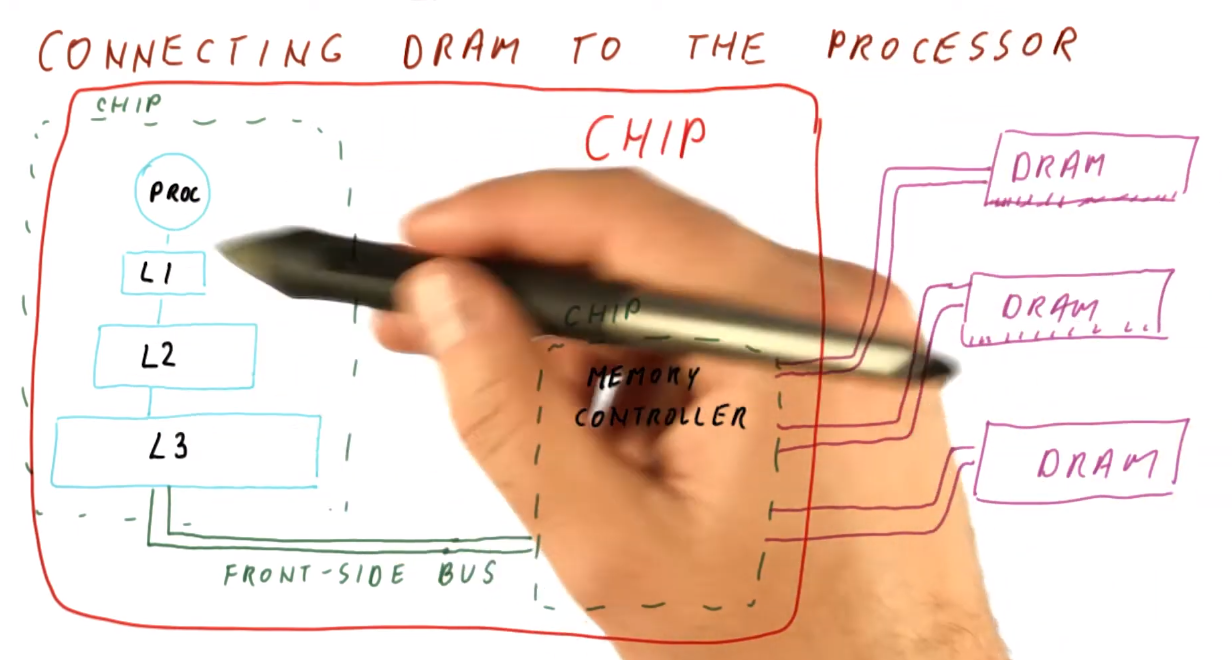 CONNECTING DRAM TO THE PROCESSOR
CHIP
CHIP
PROC
DRAM
L1
DRAM
CHIP
L2
MEMORY
CONTROLLER
L3
DRAM
FRONT-SIDE BUS